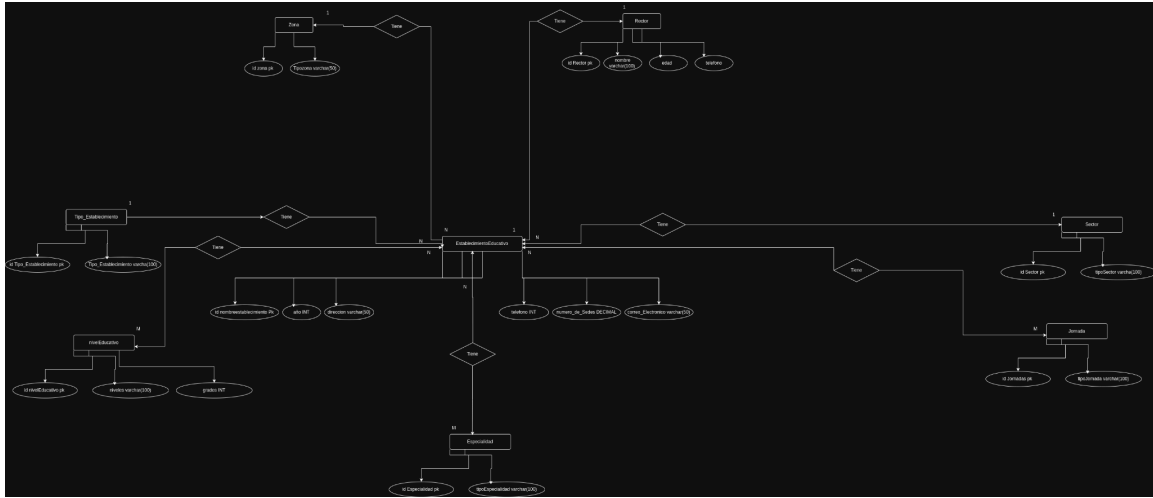 1
1
Zona
Tiene
Tiene
Rector
id zona pk
Tipozona varchar(50)
id Rector pk
nombre
varchar(100)
edad
telefono
1
1
Tipo_Establecimiento
Tiene
Tiene
Sector
N
1
N
N
EstablecimientoEducativo
Tiene
N
N
id Tipo_Establecimiento pk
Tipo_Establecimiento varcha(100)
Tiene
id Sector pk
tipoSector varcha(100)
N
id nombreestablecimiento Pk
año INT
direccion varchar(50)
telefono INT
numero_de_Sedes DECIMAL
correo_Electronico varchar(50)
M
M
nivelEducativo
Jornada
Tiene
id nivelEducativo pk
niveles varchar(100)
grados INT
id Jornadas pk
tipoJornada varchar(100)
M
Especialidad
id Especialidad pk
tipoEspecialidad varchar(100)